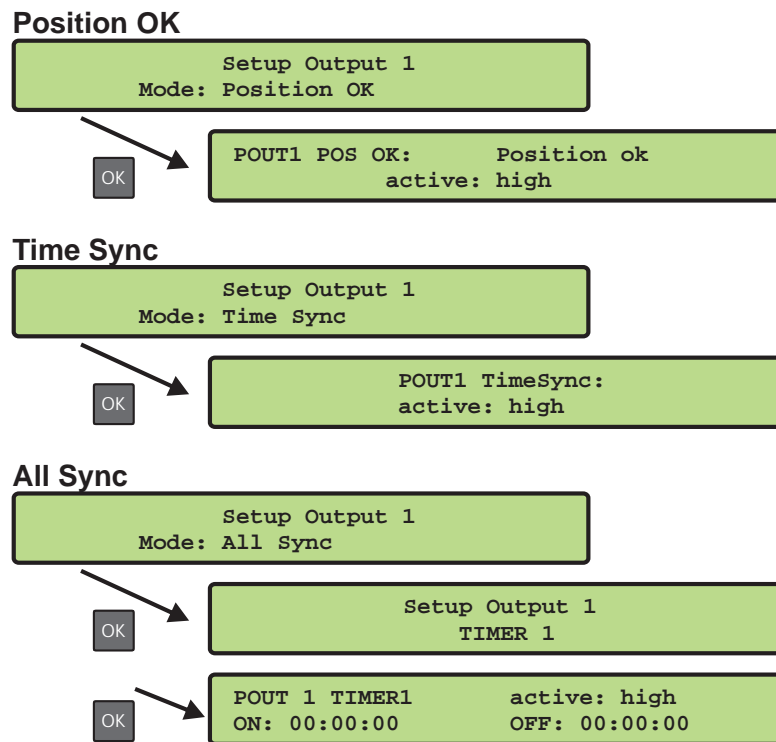 Position OK
Setup Output 1
Mode: Position OK
OK
POUT1 POS OK: Position ok
active: high
Time Sync
Setup Output 1
Mode: Time Sync
OK
POUT1 TimeSync:
active: high
All Sync
Setup Output 1
Mode: All Sync
OK
Setup Output 1
TIMER 1
OK
POUT 1 TIMER1 active: high
ON: 00:00:00 OFF: 00:00:00